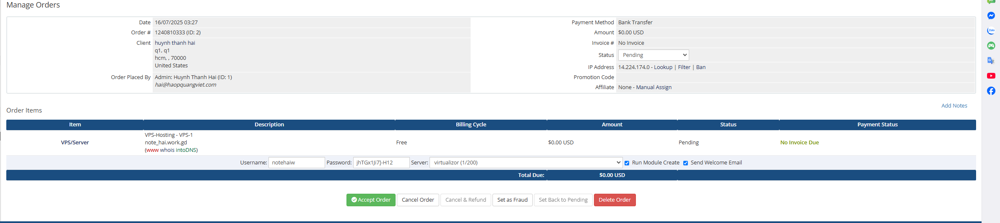 Manage Orders
Date 16/07/2025 03:27
Order # 1240810333 (ID: 2)
Client huynh thanh hai
q1, q1
hcm, , 70000
United States
Order Placed By Admin: Huynh Thanh Hai (ID: 1)
hai@haopquangviet.com
Payment Method Bank Transfer
Amount $0.00 USD
Invoice # No Invoice
Status Pending
IP Address 14.224.174.0 - Lookup | Filter | Ban
Promotion Code
Affiliate None - Manual Assign
Add Notes
Order Items
Item Description Billing Cycle Amount Status Payment Status
VPS/Server VPS-Hosting - VPS-1 Free $0.00 USD Pending No Invoice Due
note_hai.work.gd
(www whois intoDNS)
Username: notehaiw Password: jhTGx1Ji7]-H12 Server: virtualizor (1/200) Run Module Create Send Welcome Email
Total Due: $0.00 USD
Accept Order Cancel Order Cancel & Refund Set as Fraud Set Back to Pending Delete Order
Zalo